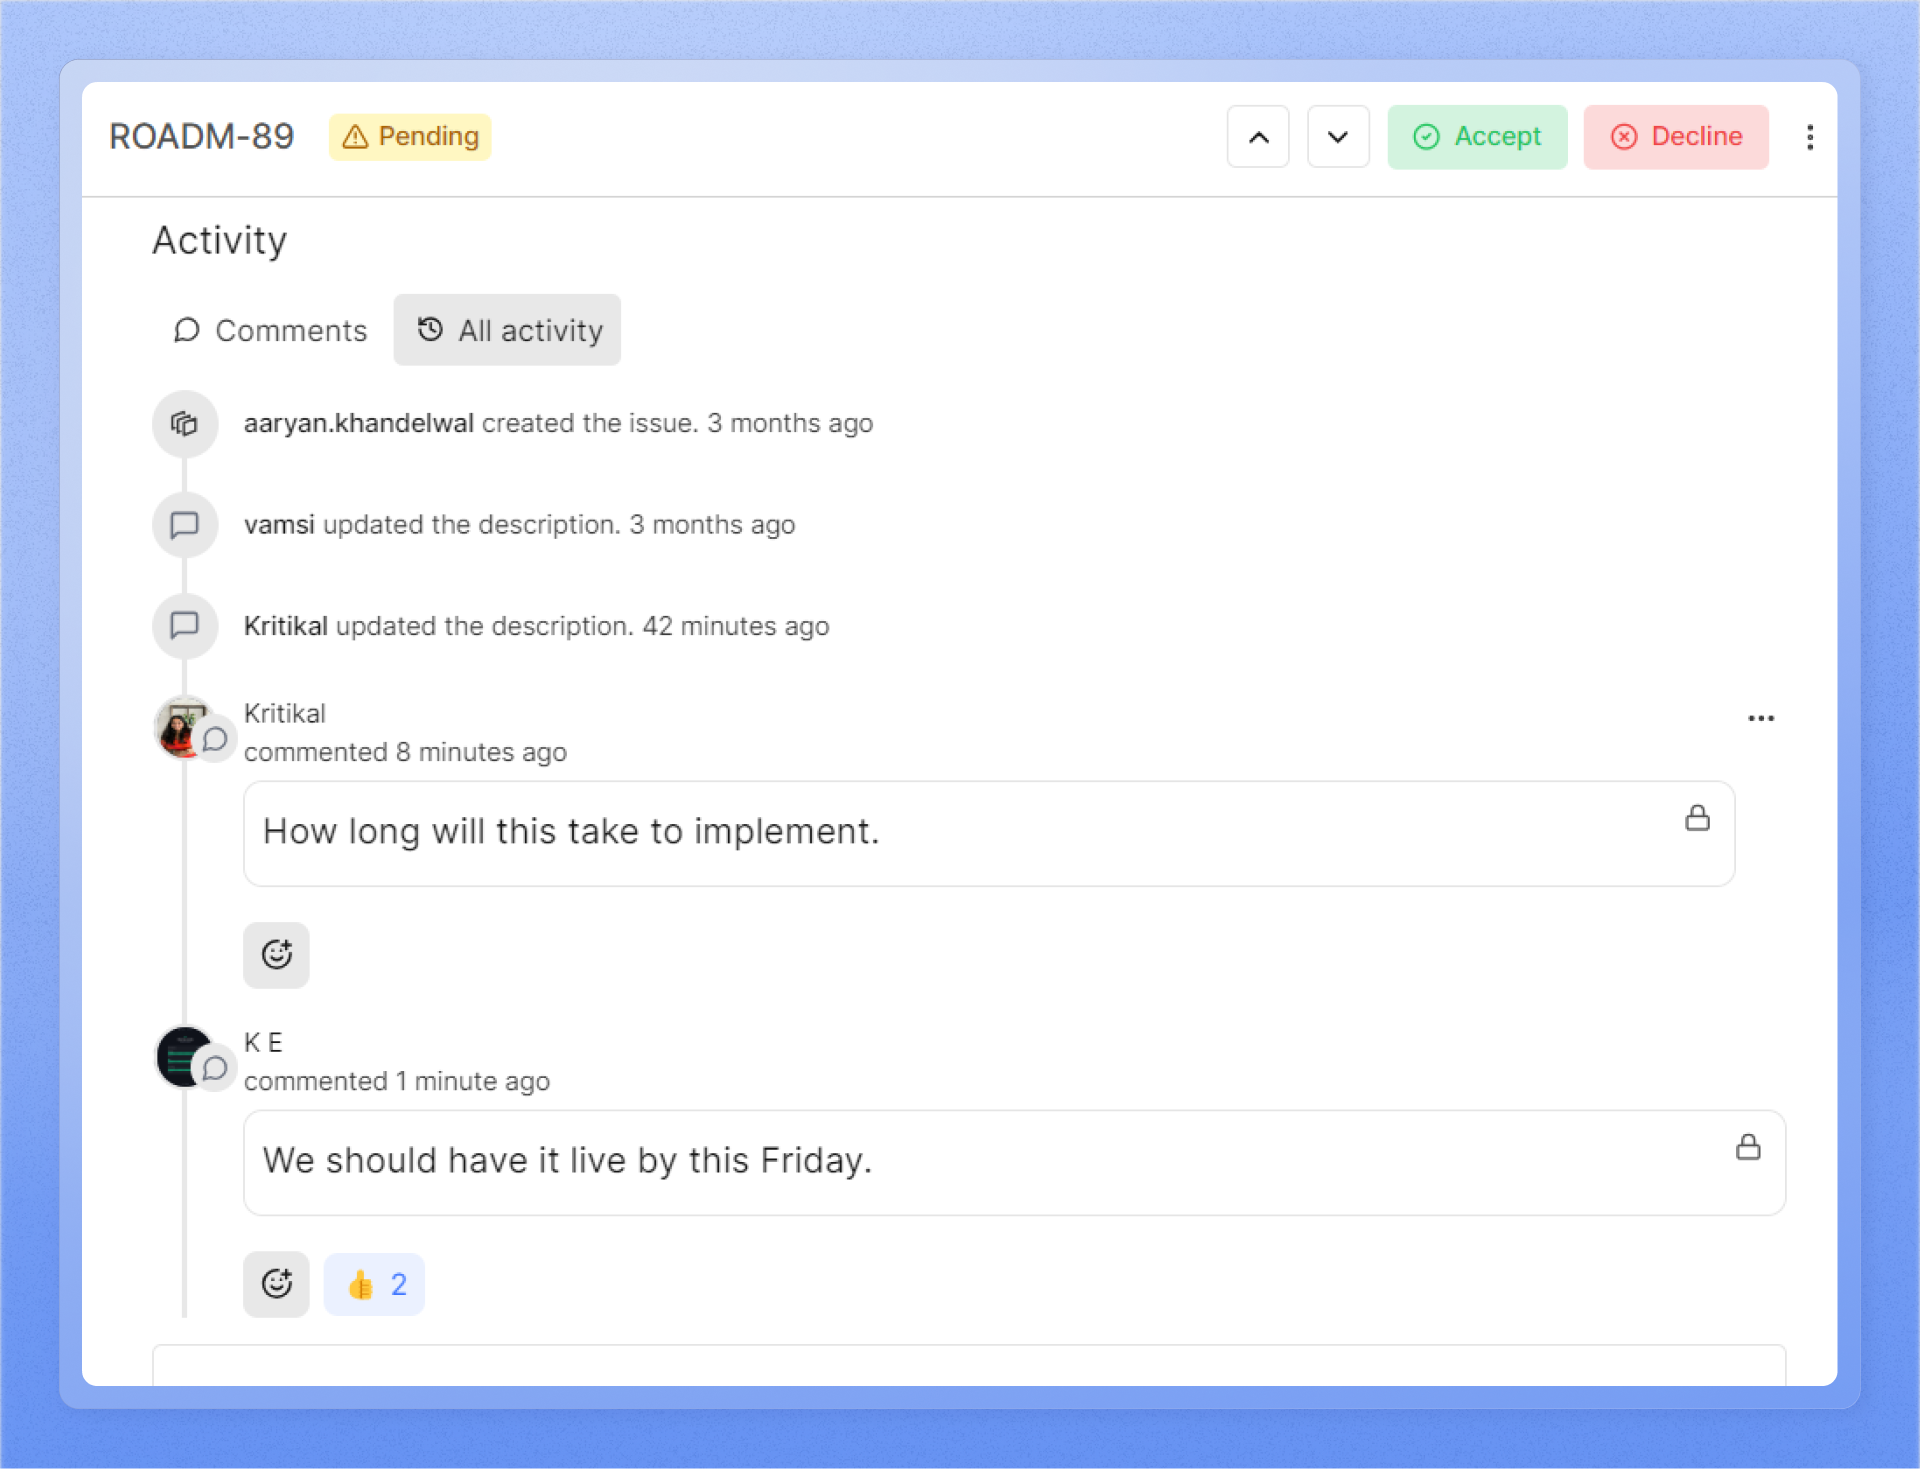 ROADM-89 Pending Accept Decline
Activity
Comments All activity
aaryan.khandelwal created the issue. 3 months ago
vamsi updated the description. 3 months ago
Kritikal updated the description. 42 minutes ago
Kritikal
commented 8 minutes ago
How long will this take to implement.
K E
commented 1 minute ago
We should have it live by this Friday.
👍 2